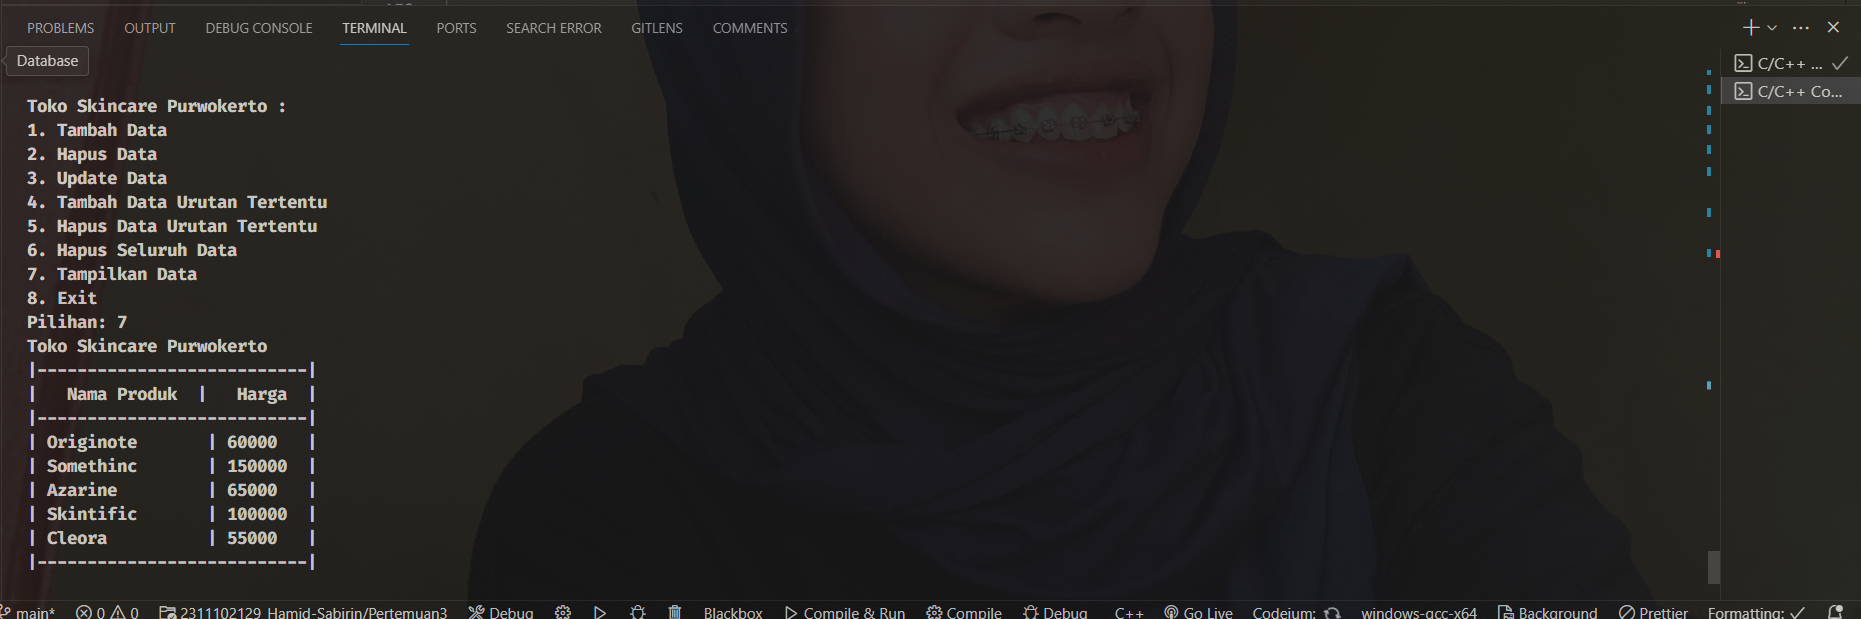 PROBLEMS OUTPUT DEBUG CONSOLE TERMINAL PORTS SEARCH ERROR GITLENS COMMENTS
Database
C/C++ ...
C/C++ Co...
Toko Skincare Purwokerto :
1. Tambah Data
2. Hapus Data
3. Update Data
4. Tambah Data Urutan Tertentu
5. Hapus Data Urutan Tertentu
6. Hapus Seluruh Data
7. Tampilkan Data
8. Exit
Pilihan: 7
Toko Skincare Purwokerto
|---------------------------|
|   Nama Produk  |   Harga  |
|---------------------------|
| Originote       | 60000   |
| Somethinc       | 150000  |
| Azarine         | 65000   |
| Skintific       | 100000  |
| Cleora          | 55000   |
|---------------------------|
main* 0 0 2311102129_Hamid-Sabirin/Pertemuan3 Debug Blackbox Compile & Run Compile Debug C++ Go Live Codeium: windows-gcc-x64 Background Prettier Formatting: